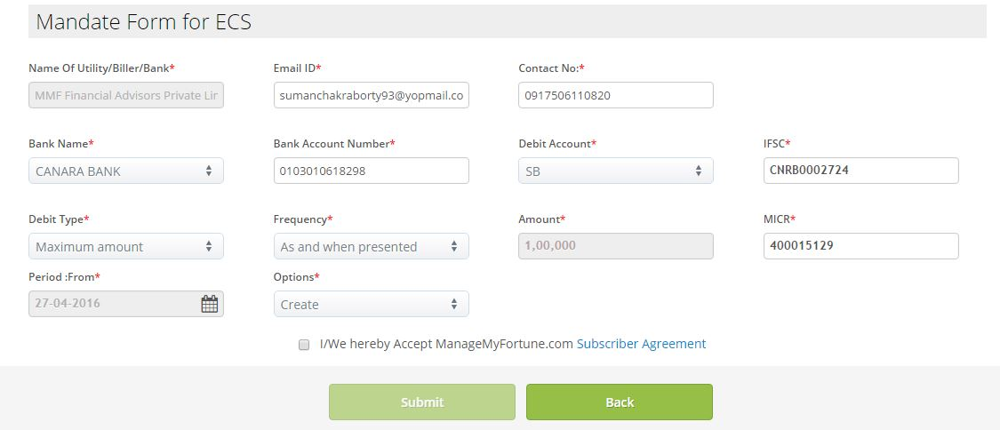 Mandate Form for ECS
Name Of Utility/Biller/Bank* Email ID* Contact No:*
MMF Financial Advisors Private Lir sumanchakraborty93@yopmail.co 0917506110820
Bank Name* Bank Account Number* Debit Account* IFSC*
CANARA BANK 0103010618298 SB CNRB0002724
Debit Type* Frequency* Amount* MICR*
Maximum amount As and when presented 1,00,000 400015129
Period :From* Options*
27-04-2016 Create
I/We hereby Accept ManageMyFortune.com Subscriber Agreement
Submit Back